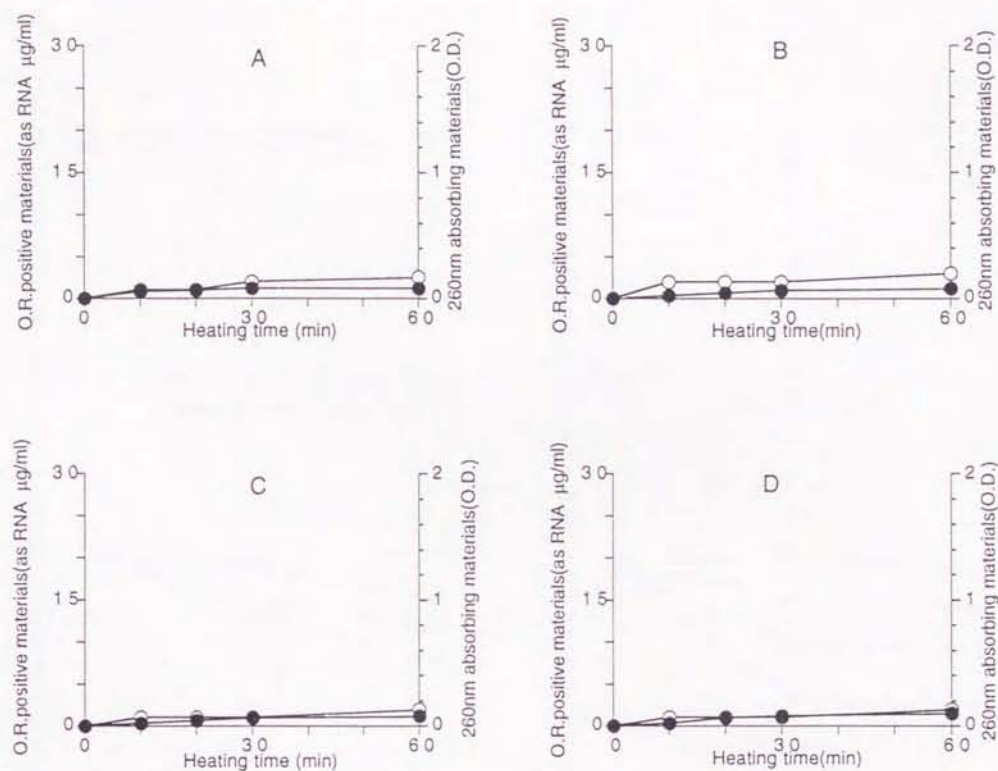 A
O.R.positive materials(as RNA µg/ml)
30
15
0
2
1
0
260nm absorbing materials(O.D.)
0
30
60
Heating time (min)
B
O.R.positive materials(as RNA µg/ml)
30
15
0
2
1
0
260nm absorbing materials(O.D.)
0
30
60
Heating time(min)
C
O.R.positive materials(as RNA µg/ml)
30
15
0
2
1
0
260nm absorbing materials(O.D.)
0
30
60
Heating time (min)
D
O.R.positive materials(as RNA µg/ml)
30
15
0
2
1
0
260nm absorbing materials(O.D.)
0
30
60
Heating time(min)